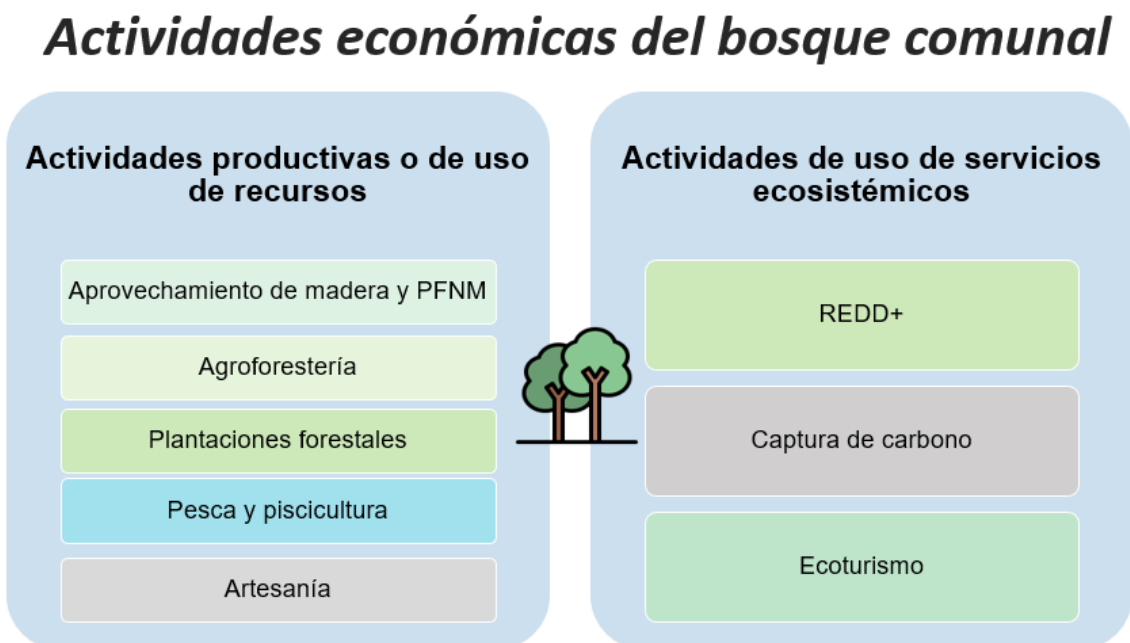 Actividades económicas del bosque comunal
Actividades productivas o de uso
de recursos
Aprovechamiento de madera y PFNM
Agroforestería
Plantaciones forestales
Pesca y piscicultura
Artesanía
Actividades de uso de servicios
ecosistémicos
REDD+
Captura de carbono
Ecoturismo